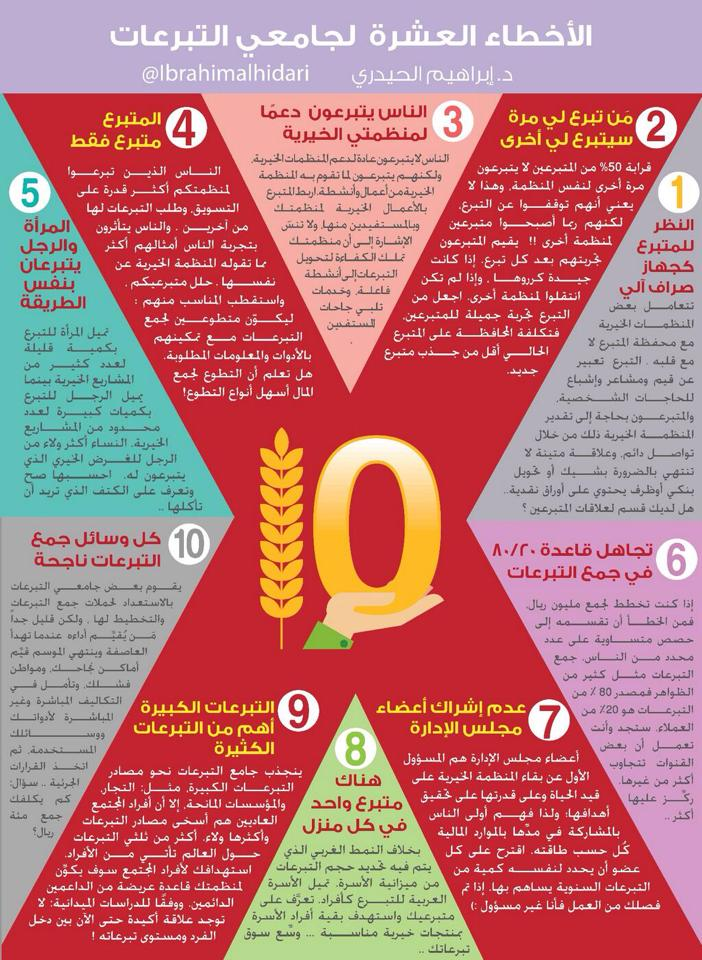 الأخطاء العشرة لجامعي التبرعات
د. إبراهيم الحيدري @Ibrahimalhidari
1
النظر
للمتبرع
كجهاز
صراف آلي
تتعامل بعض
المنظمات الخيرية
مع محفظة المتبرع لا
مع قلبه . التبرع تعبير
عن قيم ومشاعر وإشباع
للحاجات الشخصية.
والمتبرعون بحاجة إلى تقدير
المنظمة الخيرية ذلك من خلال
تواصل دائم. وعلاقة متينة لا
تنتهي بالضرورة بشيك أو تحويل
بنكي أوظرف يحتوي على أوراق نقدية..
هل لديك قسم لعلاقات المتبرعين ؟
2
مَن تبرع لي مرة
سيتبرع لي أخرى
قرابة 50% من المتبرعين لا يتبرعون
مرة أخرى لنفس المنظمة. وهذا لا
يعني أنهم توقفوا عن التبرع.
لكنهم ربما أصبحوا متبرعين
لمنظمة أخرى !! يقيم المتبرعون
تجربتهم بعد كل تبرع. إذا كانت
جيدة كرروها . وإذا لم تكن
انتقلوا لمنظمة أخرى. اجعل من
التبرع تجربة جميلة للمتبرعين.
فتكلفة المحافظة على المتبرع
الحالي أقل من جذب متبرع
جديد.
3
الناس يتبرعون دعمًا
لمنظمتي الخيرية
الناس لا يتبرعون عادة لدعم المنظمات الخيرية.
ولكنهم يتبرعون لما تقوم به المنظمة
الخيرية من أعمال وأنشطة. اربط المتبرع
بالأعمال الخيرية لمنظمتك
وبالمستفيدين منها. ولا تنسَ
الإشارة إلى أن منظمتك
تملك الكفاءة لتحويل
التبرعات إلى أنشطة
فاعلة. وخدمات
تلبي حاجات
المستفدين
.
4
المتبرع
متبرع فقط
الناس الذين تبرعوا
لمنظمتكم أكثر قدرة على
التسويق. وطلب التبرعات لها
من آخرين . والناس يتأثرون
بتجربة الناس أمثالهم أكثر
مما تقوله المنظمة الخيرية عن
نفسها . حلل متبرعيكم .
واستقطب المناسب منهم :
ليكون متطوعين لجمع
التبرعات مع تمكينهم
بالأدوات والمعلومات المطلوبة.
هل تعلم أن التطوع لجمع
المال أسهل أنواع التطوع!
5
المرأة
والرجل
يتبرعان
بنفس
الطريقة
تميل المرأة للتبرع
بكمية قليلة
لعدد كثير من
المشاريع الخيرية بينما
يميل الرجل للتبرع
بكميات كبيرة لعدد
محدود من المشاريع
الخيرية. النساء أكثر ولاء من
الرجل للغرض الخيري الذي
يتبرعون له. احسبها صح
وتعرف على الكتف الذي تريد أن
تأكلها ..
6
تجاهل قاعدة ٨٠/٢٠
في جمع التبرعات
إذا كنت تخطط لجمع مليون ريال.
فمن الخطأ أن تقسمه إلى
حصص متساوية على عدد
محدد من الناس. جمع
التبرعات مثل كثير من
الظواهر فمصدر 80 ٪ من
التبرعات هو 20٪ من
العملاء. ستجد وأنت
تعمل أن بعض
القنوات تتجاوب
أكثر من غيرها.
ركّز عليها
أكثر ..
7
عدم إشراك أعضاء
مجلس الإدارة
أعضاء مجلس الإدارة هم المسؤول
الأول عن بقاء المنظمة الخيرية على
قيد الحياة وعلى قدرتها على تحقيق
أهدافها: ولذا فهم أولى الناس
بالمشاركة في مدّها بالموارد المالية
كُل حسب طاقته. اقترح على كل
عضو أن يحدد لنفسه كمية من
التبرعات السنوية يساهم بها. إذا تم
فصلك من العمل فأنا غير مسؤول :)
8
هناك
متبرع واحد
في كل منزل
بخلاف النمط الغربي الذي
يتم فيه تحديد حجم التبرعات
من ميزانية الأسرة. تميل الأسرة
العربية للتبرع كأفراد. تعرَّف على
متبرعيك واستهدف بقية أفراد الأسرة
بمنتجات خيرية مناسبة ... وسِّع سوق
تبرعاتك ..
9
التبرعات الكبيرة
أهم من التبرعات
الكثيرة
ينجذب جامع التبرعات نحو مصادر
التبرعات الكبيرة. مثل: التجار.
والمؤسسات المانحة. إلا أن أفراد المجتمع
العاديين هم أسخى مصادر التبرعات
وأكثرها ولاء. أكثر من ثلثي التبرعات
حول العالم تأتي من الأفراد.
استهدافك لأفراد المجتمع سوف يكوّن
لمنظمتك قاعدة عريضة من الداعمين
الدائمين. ووفقًا للدراسات الميدانية: لا
توجد علاقة أكيدة حتى الآن بين دخل
الفرد ومستوى تبرعاته !
10
كل وسائل جمع
التبرعات ناجحة
يقوم بعض جامعي التبرعات
بالاستعداد لحملات جمع التبرعات
والتخطيط لها . ولكن قليل جداً
مَن يُقيِّم أداءه عندما تهدأ
العاصفة وينتهي الموسم قيِّم
أماكن نجاحك. ومواطن
فشلك. وتأمل في
التكاليف المباشرة وغير
المباشرة لأدواتك
ووسائلك
المستخدمة. ثم
اتخذ القرارات
الجرئية .. سؤال:
كم يكلفك
جمع مئة
ريال؟
10